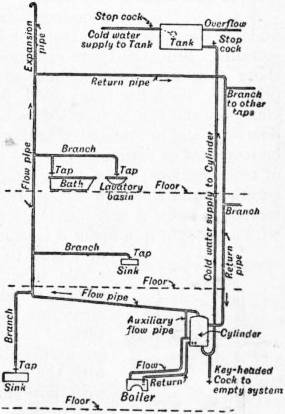 Stop cock
Cold water
supply to Tank
Tank
Overflow
Stop
cock
Expansion
pipe
Return pipe
Branch
to other
taps
Flow pipe
Branch
Tap
Tap
Bath
Lavatory
basin
Floor
Cold water supply to Cylinder
Branch
Return
pipe
Branch
Tap
Sink
Floor
Flow pipe
Auxiliary
flow pipe
Cylinder
Branch
Tap
Sink
Flow
Return
Boiler
Key-headed
Cock to
empty system
Floor